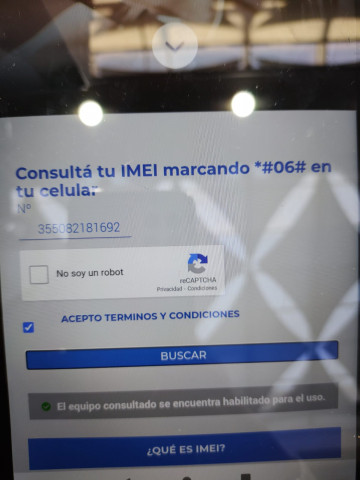 Consultá tu IMEI marcando *#06# en
tu celular.
Nº
355082181692
No soy un robot
reCAPTCHA
Privacidad - Condiciones
ACEPTO TERMINOS Y CONDICIONES
BUSCAR
El equipo consultado se encuentra habilitado para el uso.
¿QUÉ ES IMEI?